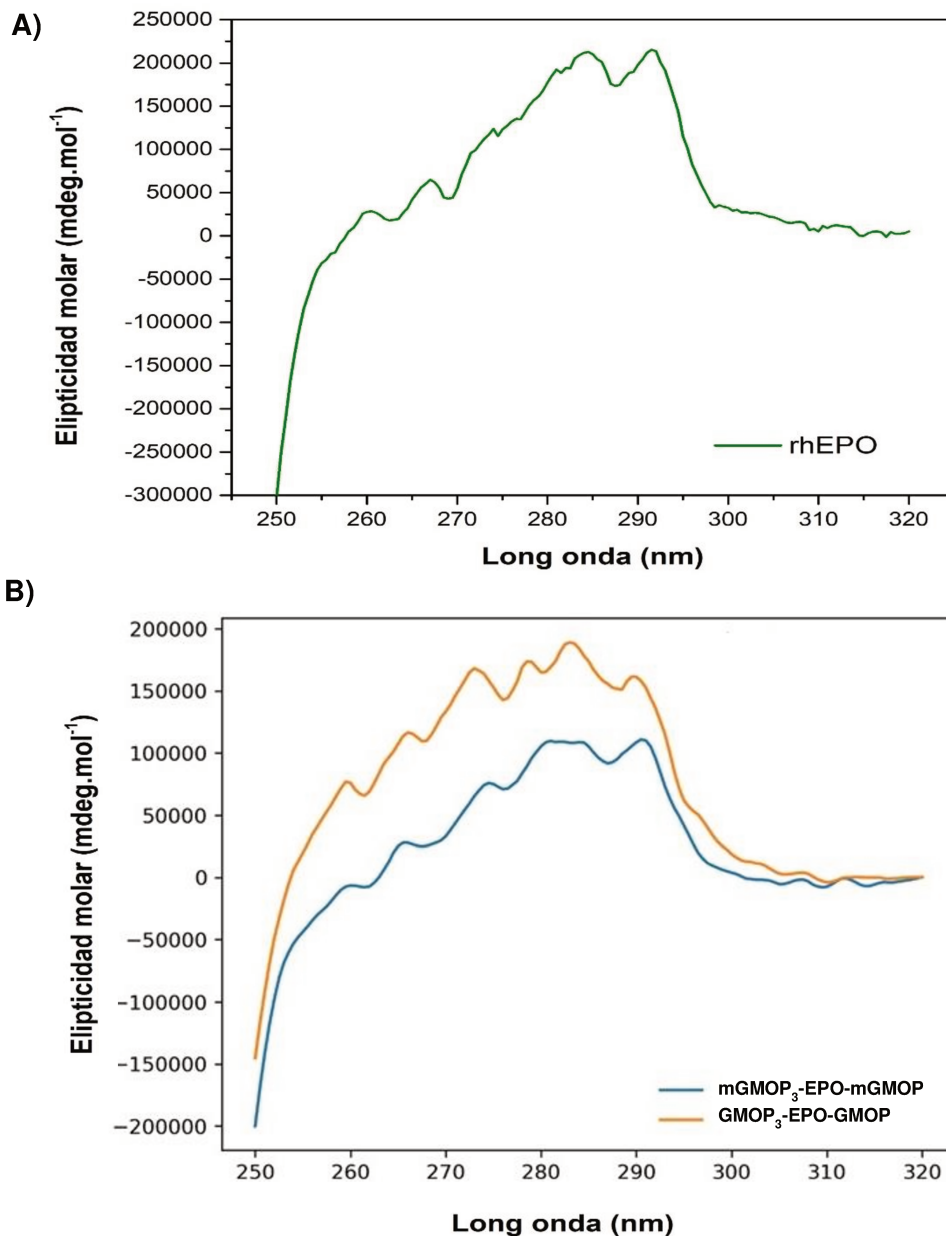 A)
Elipticidad molar (mdeg.mol-1)
250000
200000
150000
100000
50000
0
-50000
-100000
-150000
-200000
-250000
-300000
rhEPO
250 260 270 280 290 300 310 320
Long onda (nm)
B)
Elipticidad molar (mdeg.mol-1)
200000
150000
100000
50000
0
−50000
−100000
−150000
−200000
mGMOP3-EPO-mGMOP
GMOP3-EPO-GMOP
250 260 270 280 290 300 310 320
Long onda (nm)